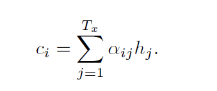 c_i = \sum_{j=1}^{T_x} \alpha_{ij} h_j.